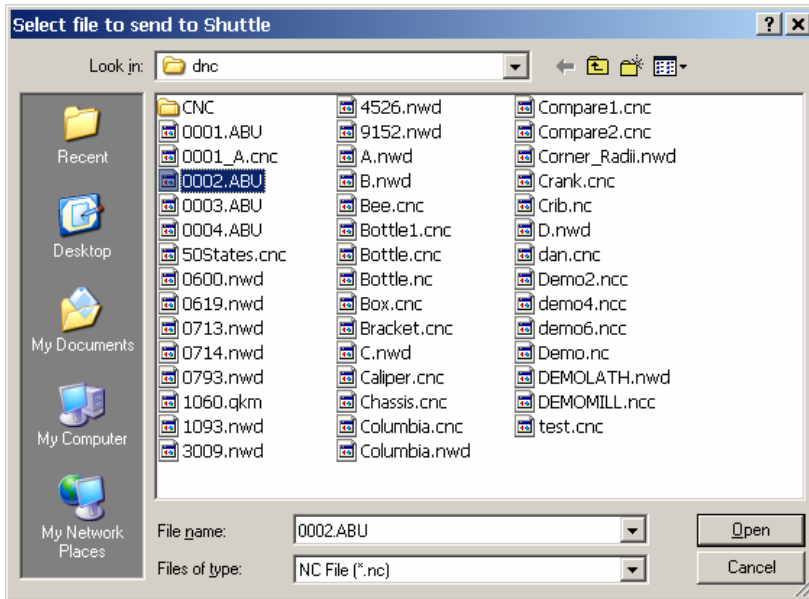 Select file to send to Shuttle
Look in:
dnc
Recent
Desktop
My Documents
My Computer
My Network
Places
CNC
0001.ABU
0001_A.cnc
0002.ABU
0003.ABU
0004.ABU
50States.cnc
0600.nwd
0619.nwd
0713.nwd
0714.nwd
0793.nwd
1060.qkm
1093.nwd
3009.nwd
4526.nwd
9152.nwd
A.nwd
B.nwd
Bee.cnc
Bottle1.cnc
Bottle.cnc
Bottle.nc
Box.cnc
Bracket.cnc
C.nwd
Caliper.cnc
Chassis.cnc
Columbia.cnc
Columbia.nwd
Compare1.cnc
Compare2.cnc
Corner_Radii.nwd
Crank.cnc
Crib.nc
D.nwd
dan.cnc
Demo2.ncc
demo4.ncc
demo6.ncc
Demo.nc
DEMOLATH.nwd
DEMOMILL.ncc
test.cnc
File name:
0002.ABU
Open
Files of type:
NC File (*.nc)
Cancel